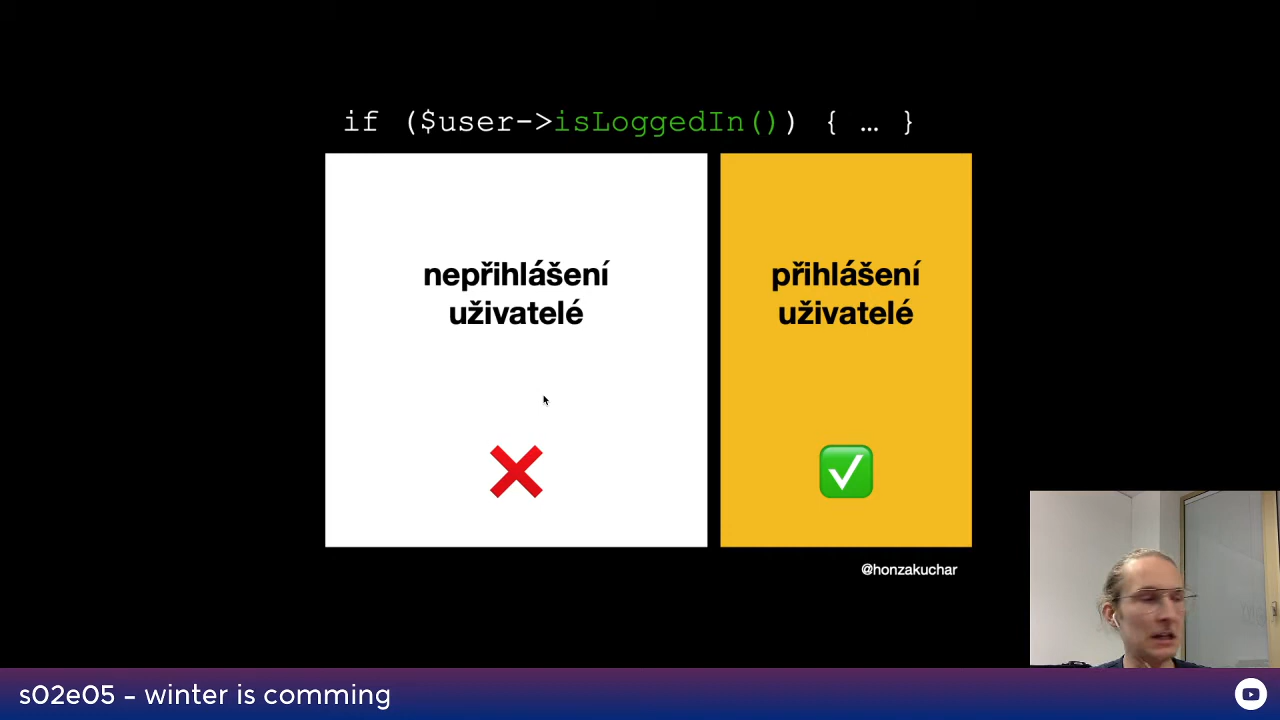 if ($user->isLoggedIn()) { … }
nepřihlášení
uživatelé
přihlášení
uživatelé
@honzakuchar
s02e05 - winter is comming